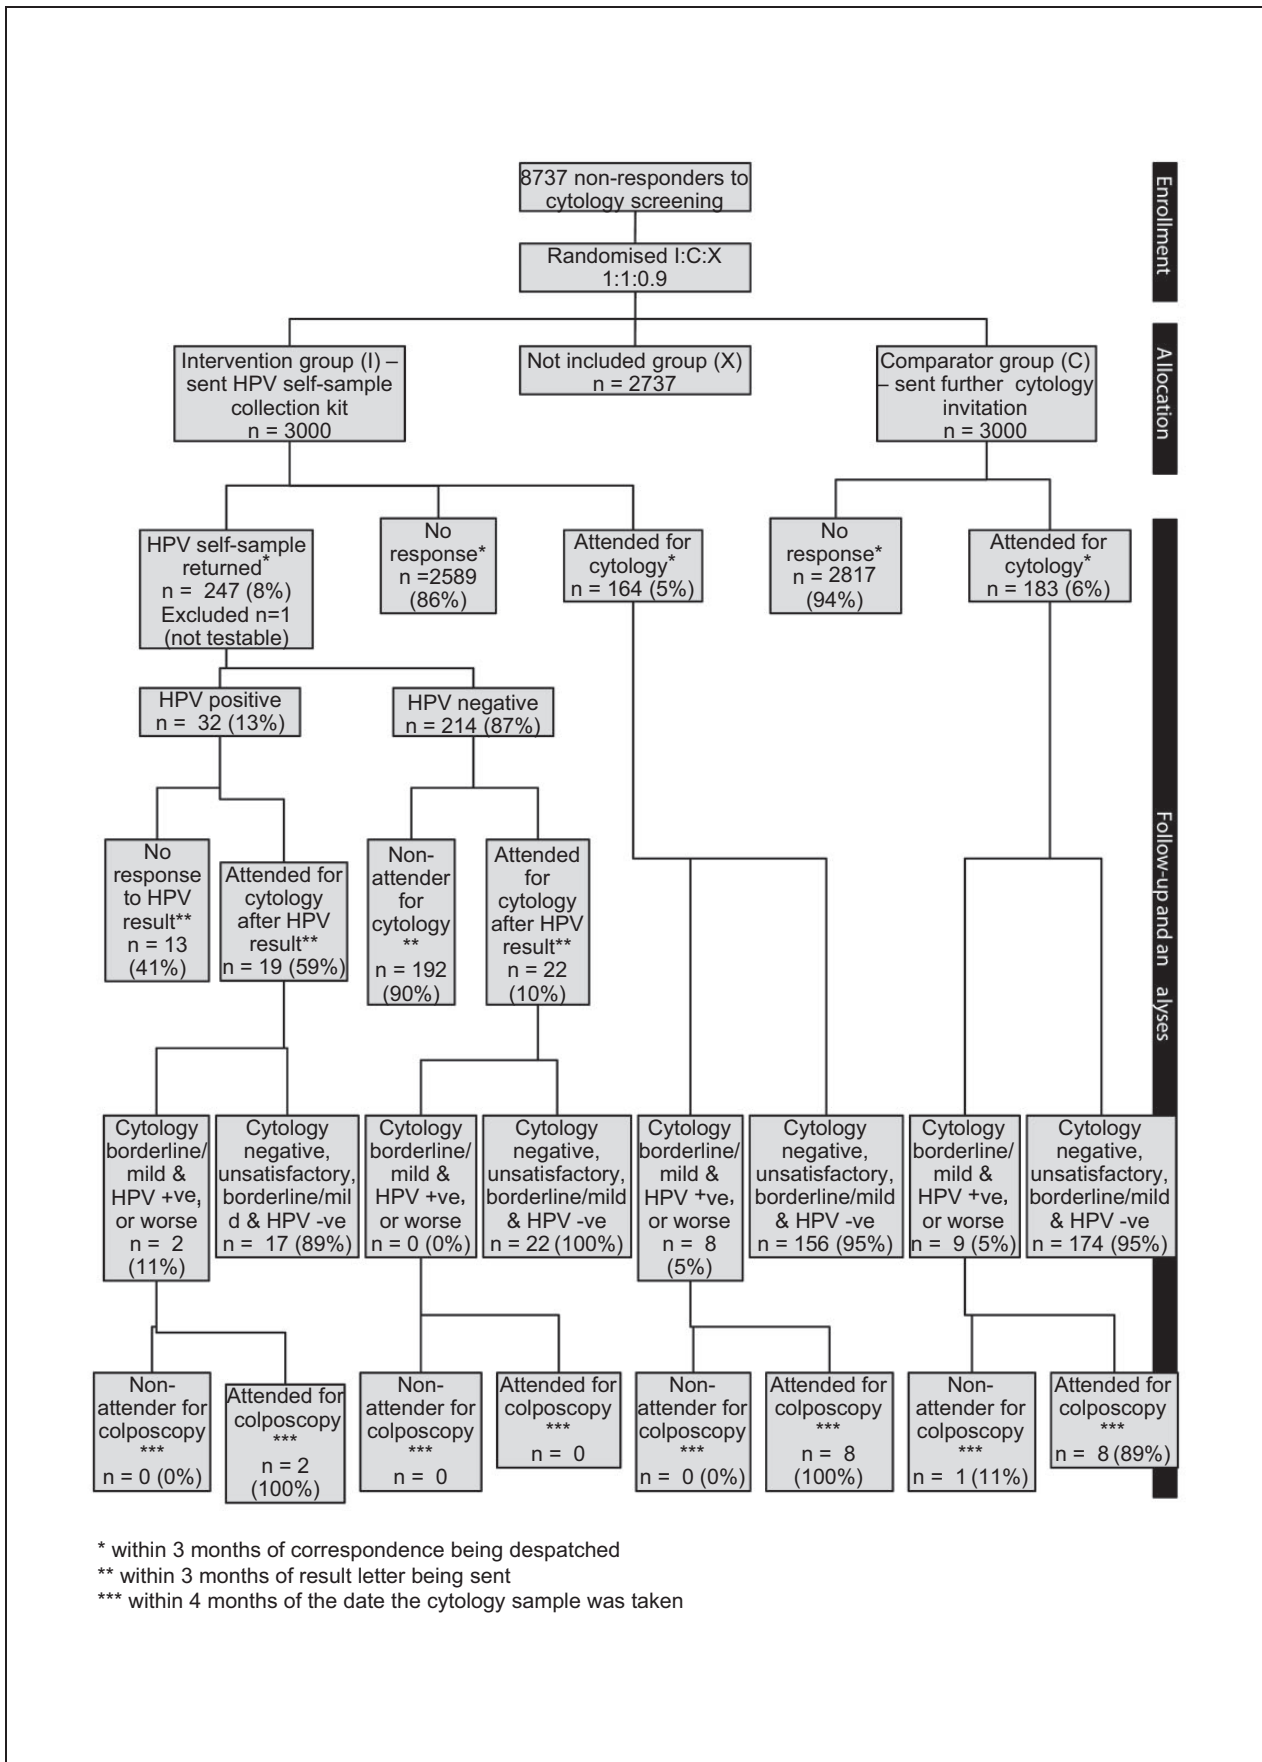 8737 non-responders to
cytology screening
Randomised I:C:X
1:1:0.9
Enrollment
Intervention group (I) –
sent HPV self-sample
collection kit
n = 3000
Not included group (X)
n = 2737
Comparator group (C)
– sent further cytology
invitation
n = 3000
Allocation
HPV self-sample
returned*
n = 247 (8%)
Excluded n=1
(not testable)
No
response*
n =2589
(86%)
Attended for
cytology*
n = 164 (5%)
No
response*
n = 2817
(94%)
Attended for
cytology*
n = 183 (6%)
HPV positive
n = 32 (13%)
HPV negative
n = 214 (87%)
No
response
to HPV
result**
n = 13
(41%)
Attended for
cytology
after HPV
result**
n = 19 (59%)
Non-
attender
for
cytology
**
n = 192
(90%)
Attended
for
cytology
after HPV
result**
n = 22
(10%)
Follow-up and an alyses
Cytology
borderline/
mild &
HPV +ve,
or worse
n = 2
(11%)
Cytology
negative,
unsatisfactory,
borderline/mil
d & HPV -ve
n = 17 (89%)
Cytology
borderline/
mild &
HPV +ve,
or worse
n = 0 (0%)
Cytology
negative,
unsatisfactory,
borderline/mild
& HPV -ve
n = 22 (100%)
Cytology
borderline/
mild &
HPV +ve,
or worse
n = 8
(5%)
Cytology
negative,
unsatisfactory,
borderline/mild
& HPV -ve
n = 156 (95%)
Cytology
borderline/
mild &
HPV +ve,
or worse
n = 9 (5%)
Cytology
negative,
unsatisfactory,
borderline/mild
& HPV -ve
n = 174 (95%)
Non-
attender for
colposcopy
***
n = 0 (0%)
Attended for
colposcopy
***
n = 2
(100%)
Non-
attender for
colposcopy
***
n = 0
Attended for
colposcopy
***
n = 0
Non-
attender for
colposcopy
***
n = 0 (0%)
Attended for
colposcopy
***
n = 8
(100%)
Non-
attender for
colposcopy
***
n = 1 (11%)
Attended for
colposcopy
***
n = 8 (89%)
* within 3 months of correspondence being despatched
** within 3 months of result letter being sent
*** within 4 months of the date the cytology sample was taken